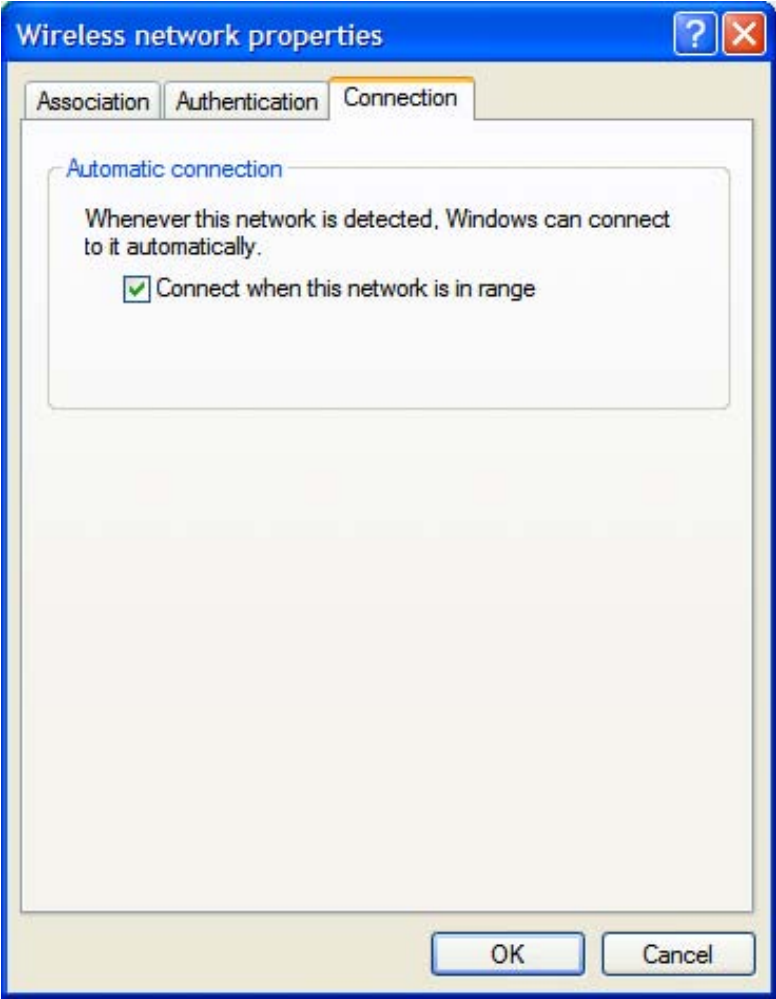 Wireless network properties
Association Authentication Connection
Automatic connection
Whenever this network is detected, Windows can connect
to it automatically.
Connect when this network is in range
OK Cancel